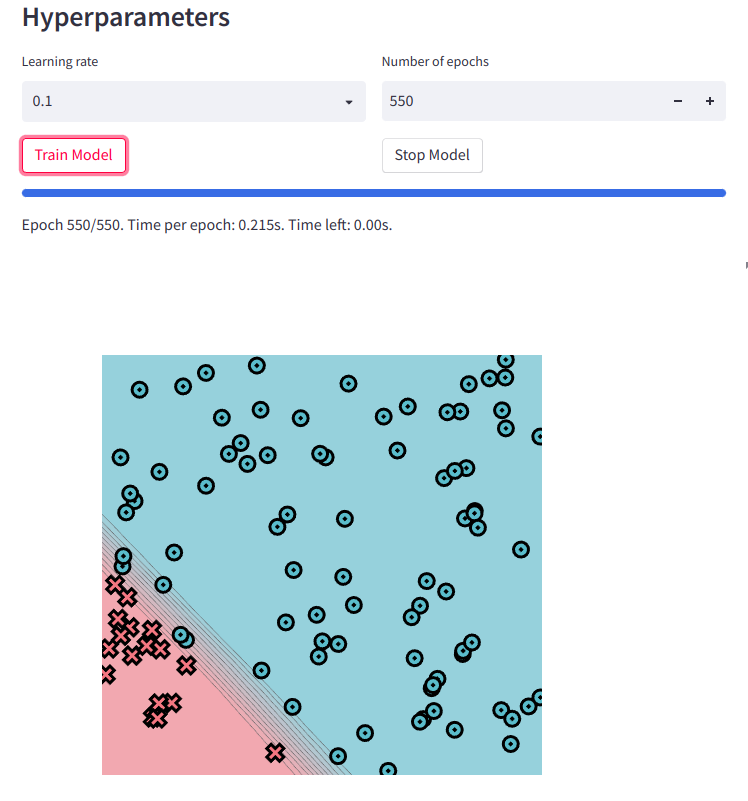 Hyperparameters
Learning rate
Number of epochs
0.1
550
Train Model
Stop Model
Epoch 550/550. Time per epoch: 0.215s. Time left: 0.00s.